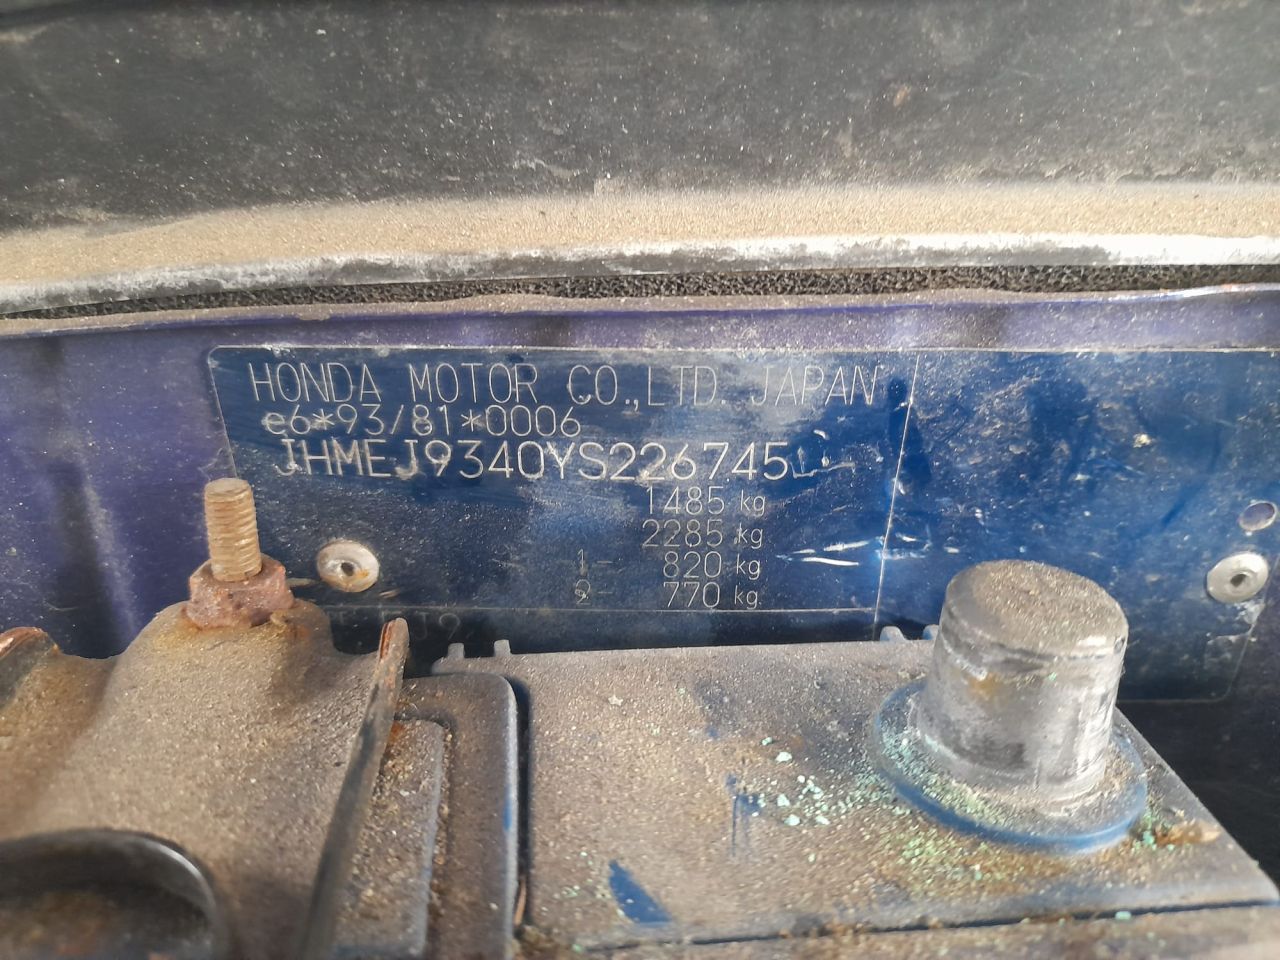 HONDA MOTOR CO.,LTD. JAPAN
e6*93/81*0006
JHMEJ9340YS226745
1485 kg
2285 kg
1- 820 kg
2- 770 kg